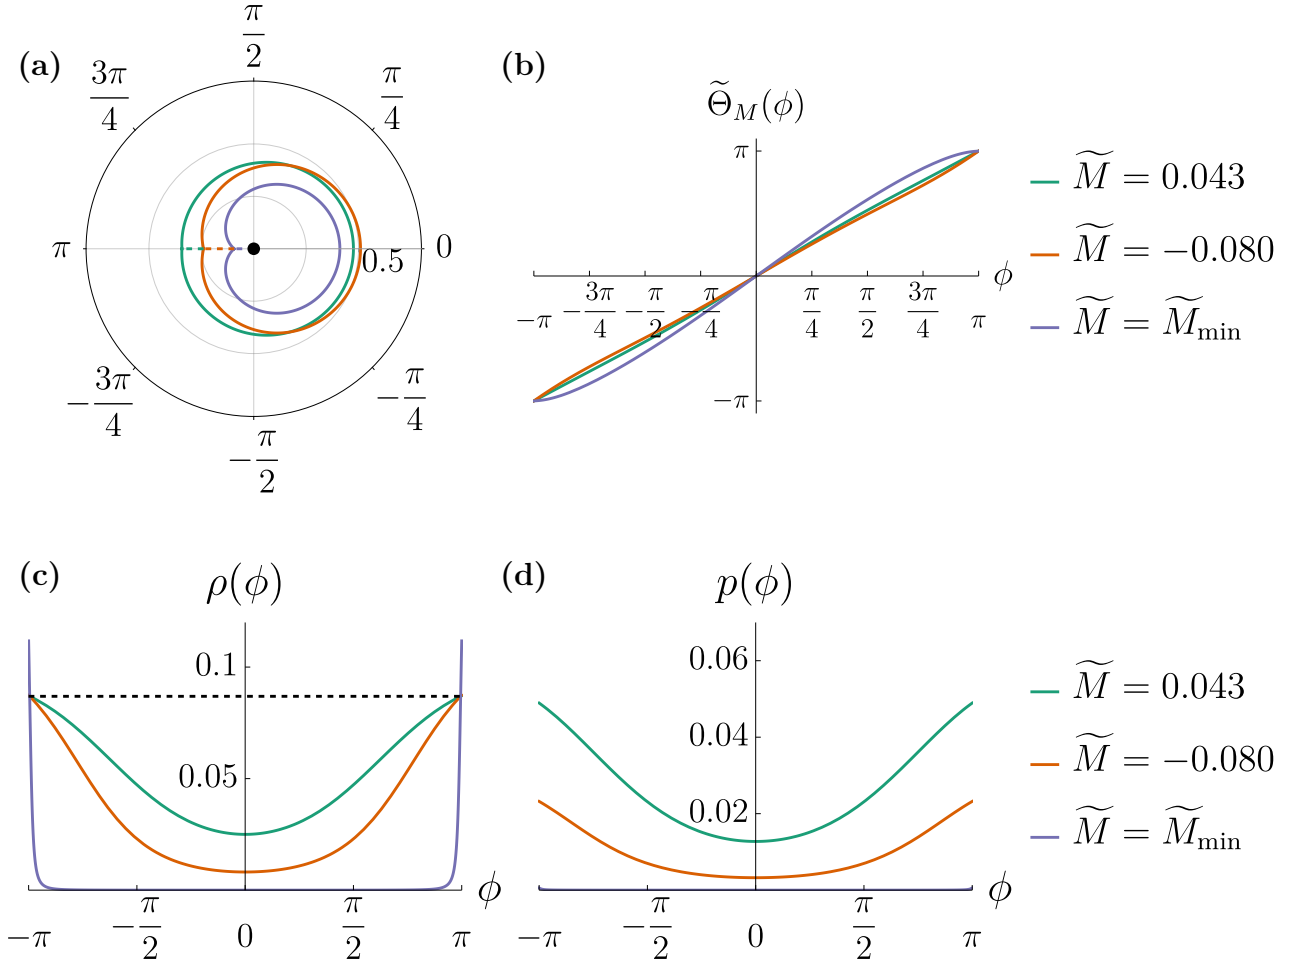 (a)
π/2
3π/4
π/4
π
0.5
0
−3π/4
−π/4
−π/2
(b)
Θ̃_M(ϕ)
π
ϕ
−π −3π/4 −π/2 −π/4 π/4 π/2 3π/4 π
−π
M̃ = 0.043
M̃ = −0.080
M̃ = M̃_min
(c)
ρ(ϕ)
0.1
0.05
ϕ
−π −π/2 0 π/2 π
(d)
p(ϕ)
0.06
0.04
0.02
ϕ
−π −π/2 0 π/2 π
M̃ = 0.043
M̃ = −0.080
M̃ = M̃_min